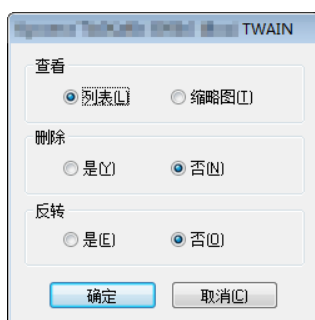 TWAIN
查看
列表(L) 缩略图(T)
删除
是(Y) 否(N)
反转
是(E) 否(O)
确定 取消(C)